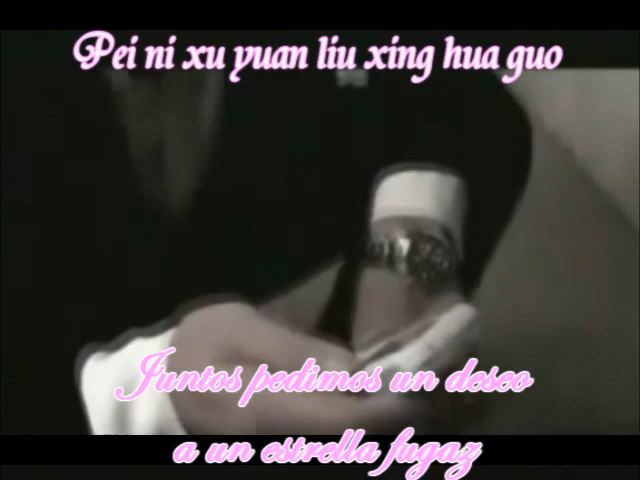 Pei ni xu yuan liu xing hua guo
Juntos pedimos un deseo
a un estrella fugaz